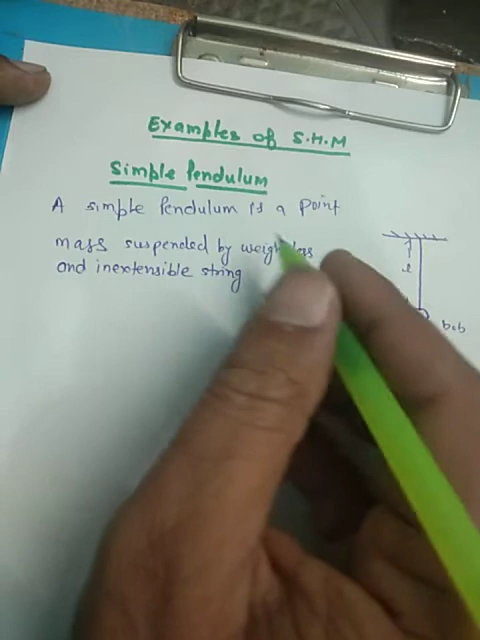 Examples of S.H.M
Simple Pendulum
A simple Pendulum is a Point
mass suspended by weightless
and inextensible string
l
bob